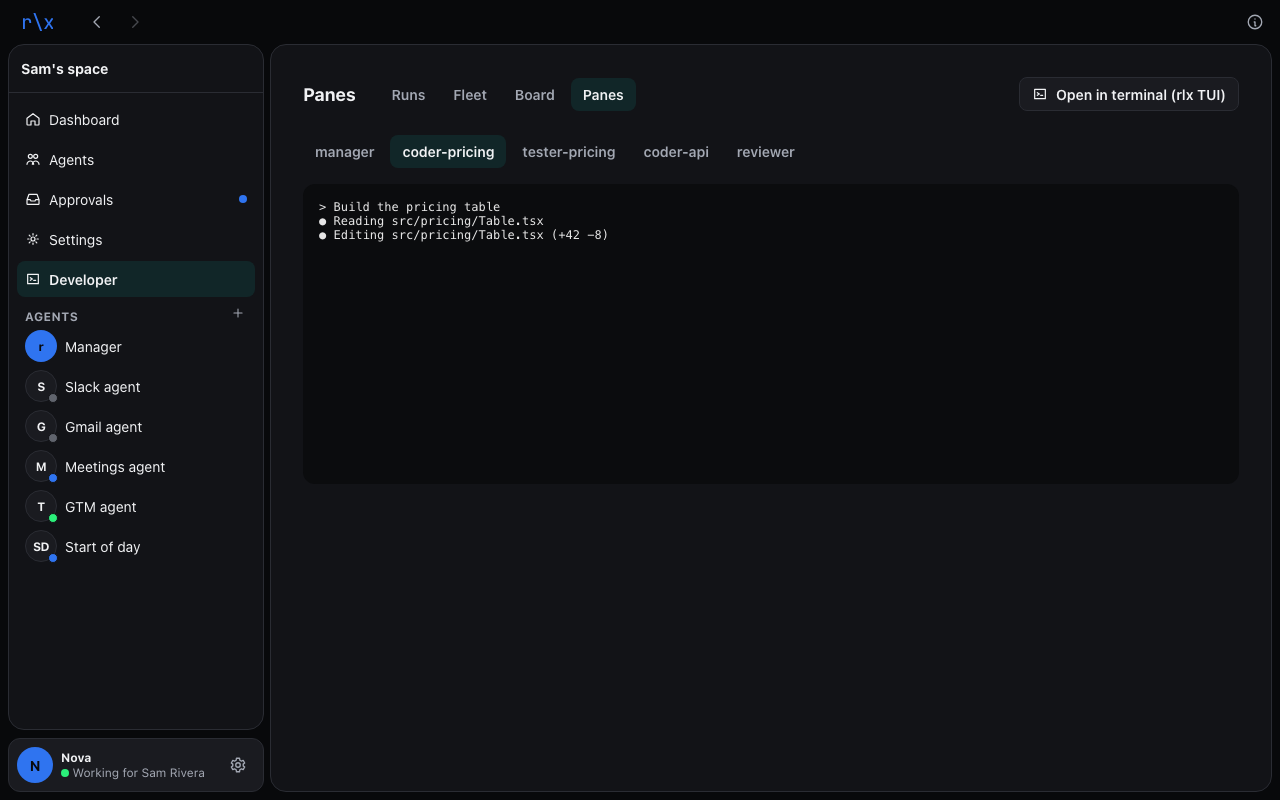 r\x
Sam's space
Dashboard
Agents
Approvals
Settings
Developer
AGENTS
r Manager
S Slack agent
G Gmail agent
M Meetings agent
T GTM agent
SD Start of day
N Nova
Working for Sam Rivera
Panes Runs Fleet Board Panes Open in terminal (rlx TUI)
manager coder-pricing tester-pricing coder-api reviewer
> Build the pricing table
● Reading src/pricing/Table.tsx
● Editing src/pricing/Table.tsx (+42 −8)